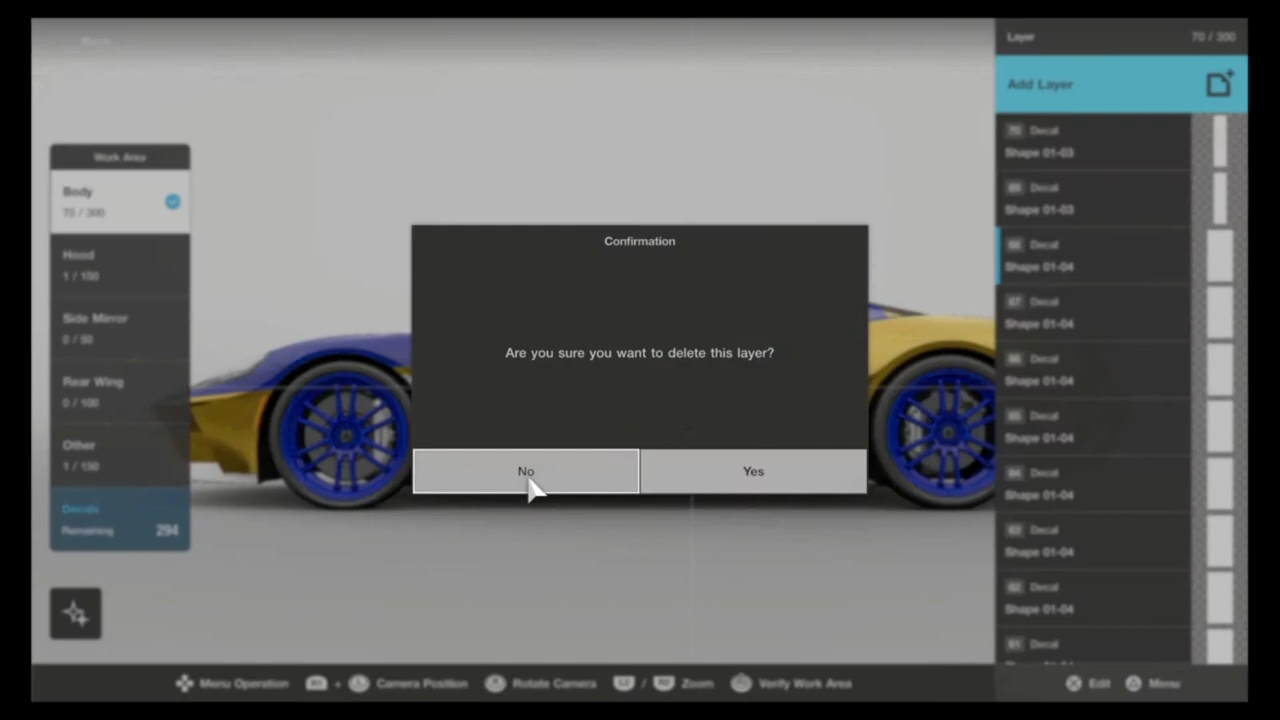 Layer 70 / 300
Add Layer
Work Area
Body
70 / 300
Hood
1 / 150
Side Mirror
0 / 50
Rear Wing
0 / 100
Other
1 / 150
Decals
Remaining 294
Confirmation
Are you sure you want to delete this layer?
No Yes
70 Decal
Shape 01-03
69 Decal
Shape 01-03
68 Decal
Shape 01-04
67 Decal
Shape 01-04
66 Decal
Shape 01-04
65 Decal
Shape 01-04
64 Decal
Shape 01-04
63 Decal
Shape 01-04
62 Decal
Shape 01-04
61 Decal
Menu Operation + L Camera Position R Rotate Camera L2 / R2 Zoom Verify Work Area Edit Menu